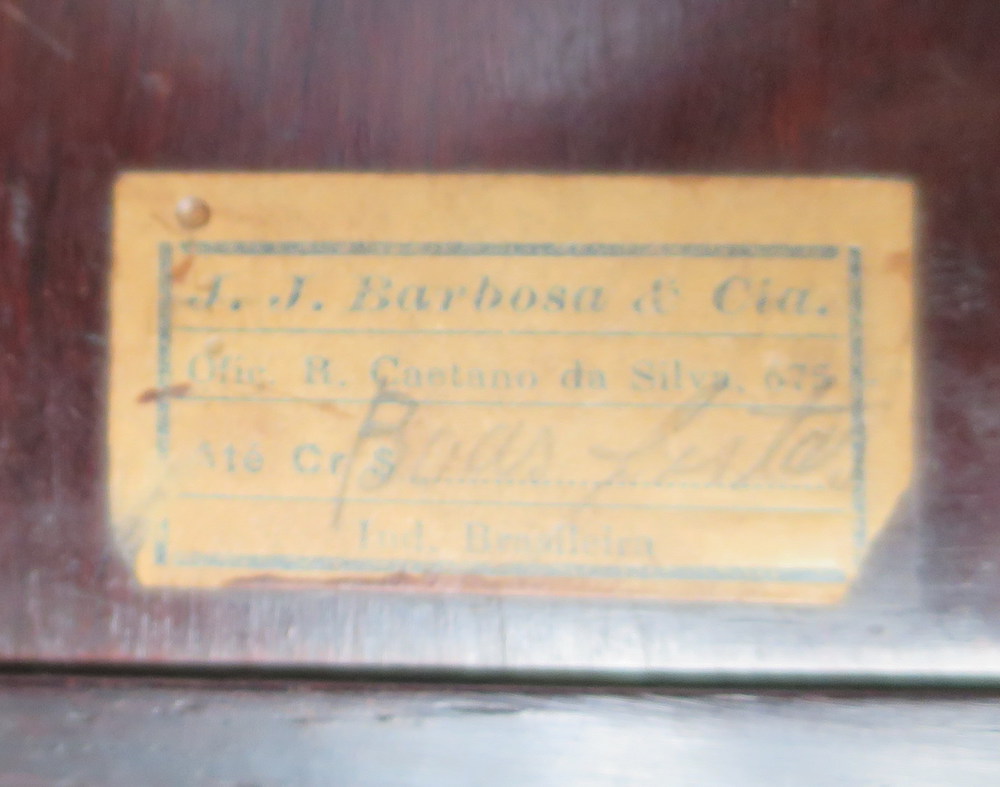 J. J. Barbosa & Cia.
Ofic. R. Caetano da Silva, 675
Até Cr $
Ind. Brasileira